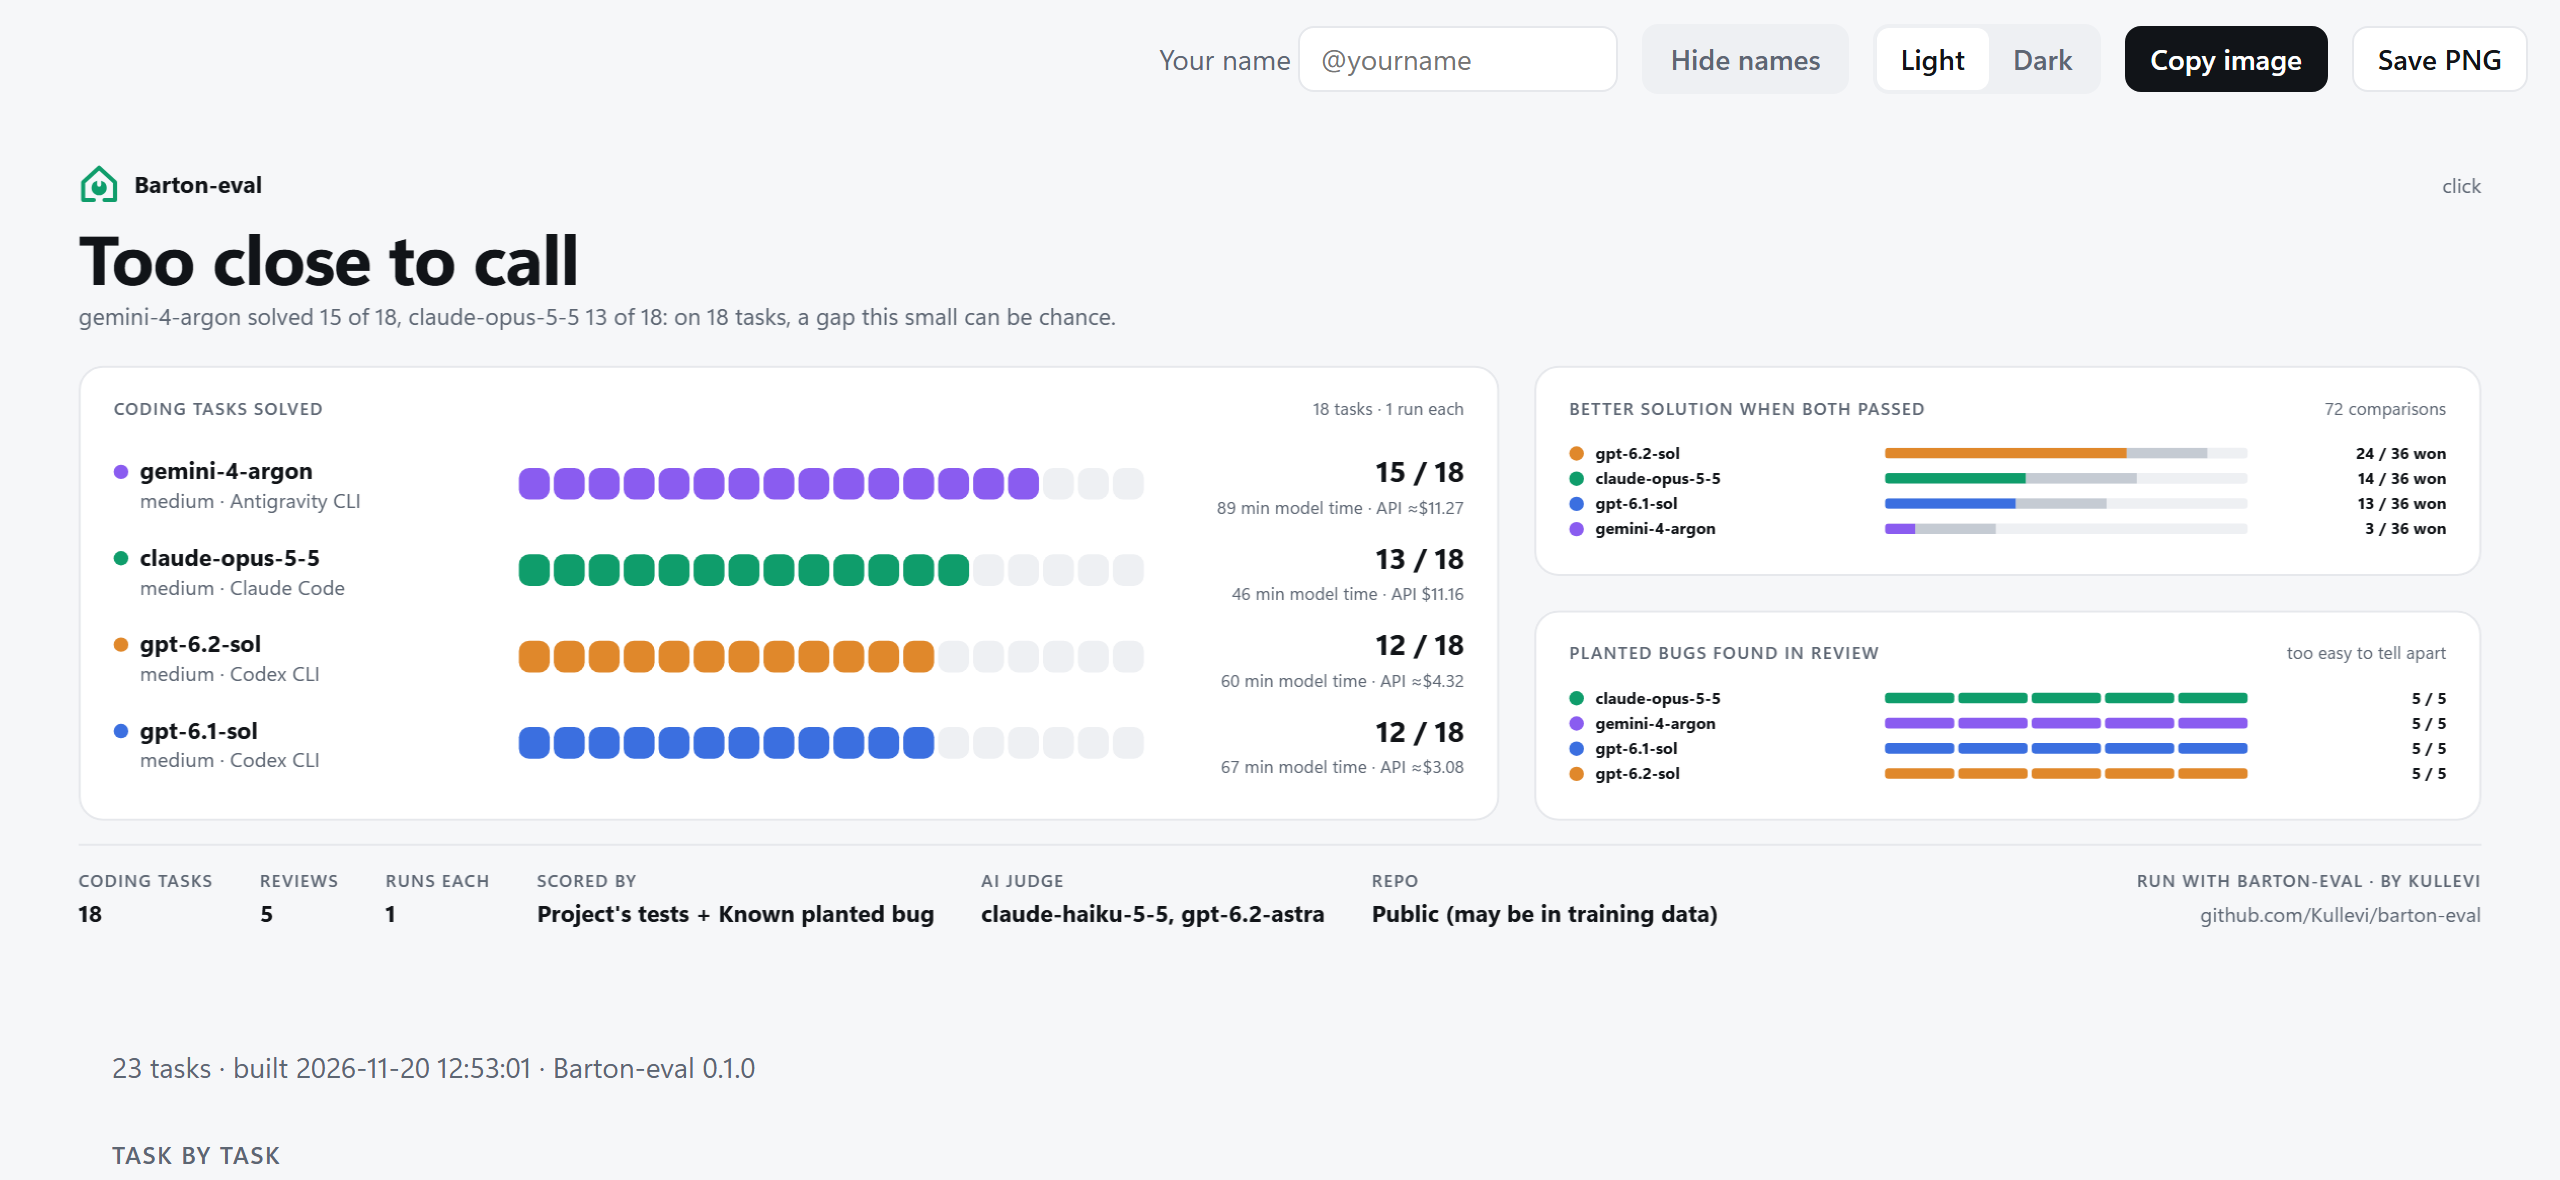 Your name @yourname Hide names Light Dark Copy image Save PNG
Barton-eval click
Too close to call
gemini-4-argon solved 15 of 18, claude-opus-5-5 13 of 18: on 18 tasks, a gap this small can be chance.
CODING TASKS SOLVED 18 tasks · 1 run each
gemini-4-argon 15 / 18
medium · Antigravity CLI 89 min model time · API ≈$11.27
claude-opus-5-5 13 / 18
medium · Claude Code 46 min model time · API $11.16
gpt-6.2-sol 12 / 18
medium · Codex CLI 60 min model time · API ≈$4.32
gpt-6.1-sol 12 / 18
medium · Codex CLI 67 min model time · API ≈$3.08
BETTER SOLUTION WHEN BOTH PASSED 72 comparisons
gpt-6.2-sol 24 / 36 won
claude-opus-5-5 14 / 36 won
gpt-6.1-sol 13 / 36 won
gemini-4-argon 3 / 36 won
PLANTED BUGS FOUND IN REVIEW too easy to tell apart
claude-opus-5-5 5 / 5
gemini-4-argon 5 / 5
gpt-6.1-sol 5 / 5
gpt-6.2-sol 5 / 5
CODING TASKS REVIEWS RUNS EACH SCORED BY AI JUDGE REPO RUN WITH BARTON-EVAL · BY KULLEVI
18 5 1 Project's tests + Known planted bug claude-haiku-5-5, gpt-6.2-astra Public (may be in training data) github.com/Kullevi/barton-eval
23 tasks · built 2026-11-20 12:53:01 · Barton-eval 0.1.0
TASK BY TASK